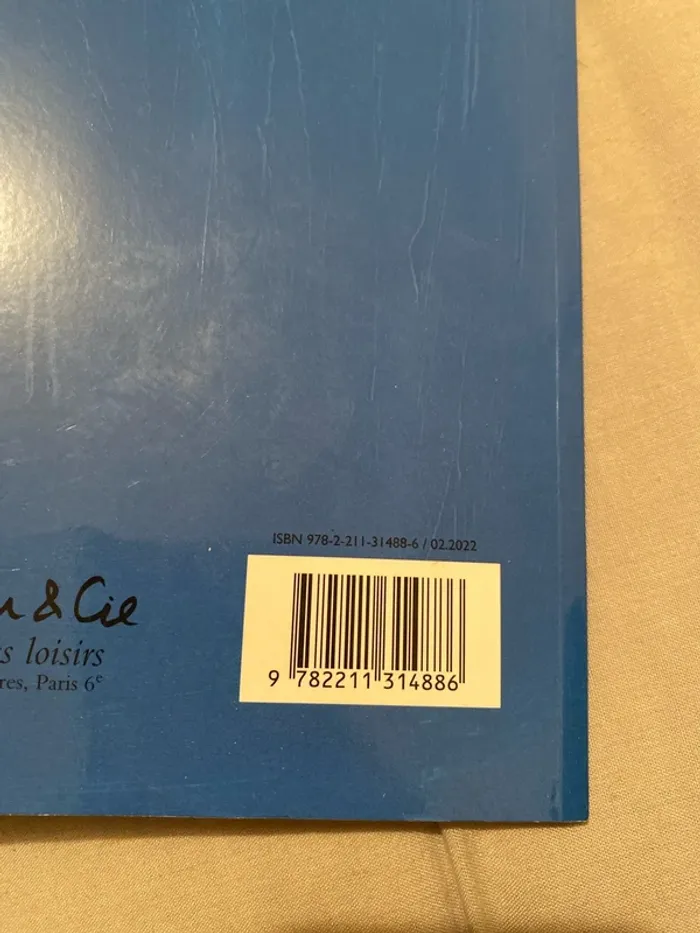 ISBN 978-2-211-31488-6 / 02.2022
& Cie
loisirs
Paris 6e
9 782211 314886